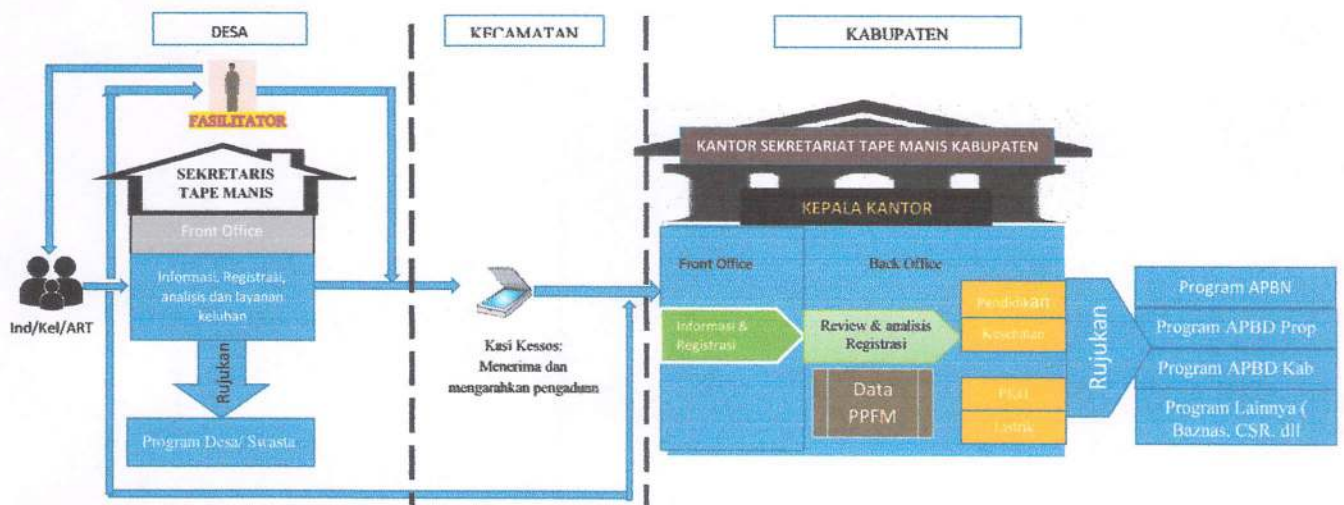 DESA
KECAMATAN
KABUPATEN
FASILITATOR
SEKRETARIS
TAPE MANIS
Front Office
Informasi, Registrasi,
analisis dan layanan
keluhan
Ind/Kel/ART
Rujukan
Program Desa/ Swasta
Kasi Kessos:
Menerima dan
mengarahkan pengaduan
KANTOR SEKRETARIAT TAPE MANIS KABUPATEN
KEPALA KANTOR
Front Office
Back Office
Informasi &
Registrasi
Review & analisis
Registrasi
Data
PPFM
Pendidikan
Kesehatan
Listrik
Rujukan
Program APBN
Program APBD Prop
Program APBD Kab
Program Lainnya (
Baznas, CSR, dll